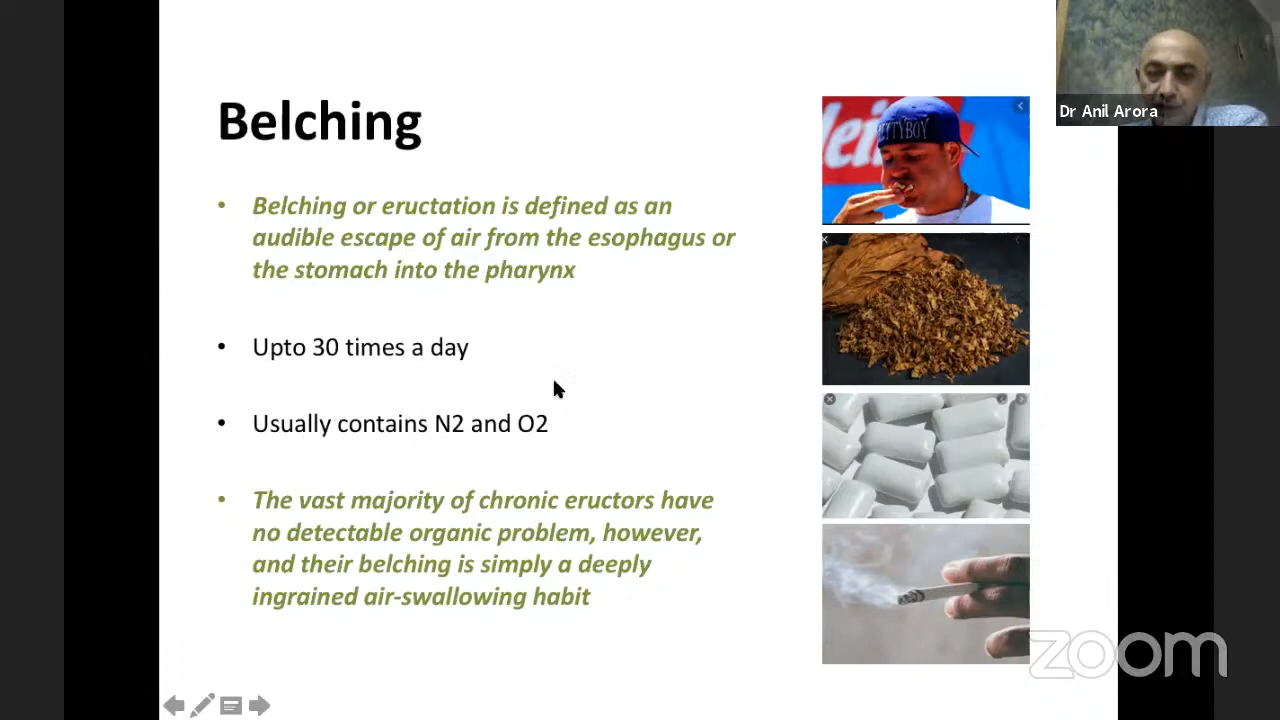 Belching
• Belching or eructation is defined as an
audible escape of air from the esophagus or
the stomach into the pharynx
• Upto 30 times a day
• Usually contains N2 and O2
• The vast majority of chronic eructors have
no detectable organic problem, however,
and their belching is simply a deeply
ingrained air-swallowing habit
Dr Anil Arora
zoom